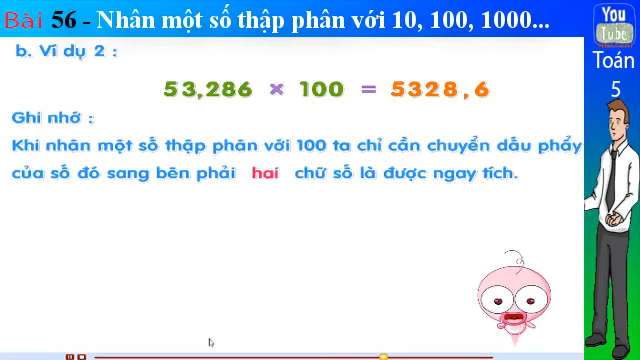 Bài 56 - Nhân một số thập phân với 10, 100, 1000...
You
Tube
Toán
5
b. Ví dụ 2 :
53,286 × 100 = 5328,6
Ghi nhớ :
Khi nhân một số thập phân với 100 ta chỉ cần chuyển dấu phẩy
của số đó sang bên phải hai chữ số là được ngay tích.